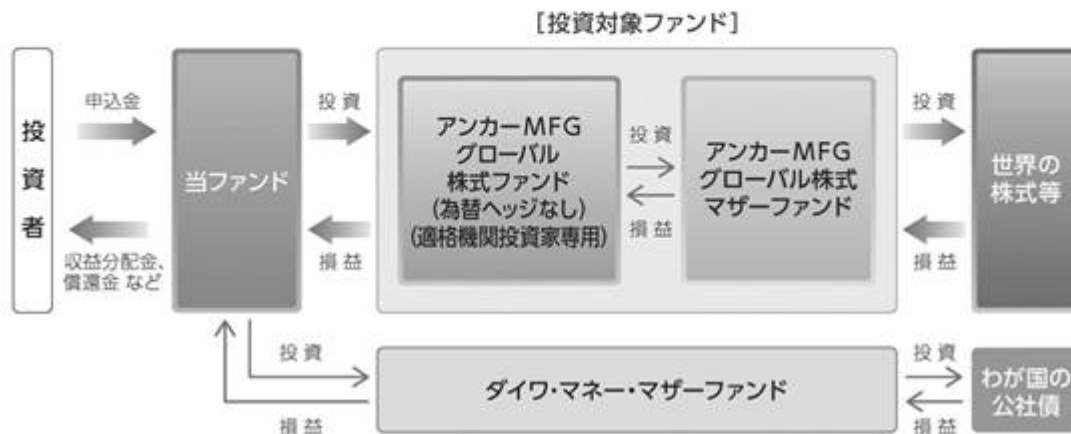 ［投資対象ファンド］
投資者
申込金
収益分配金、
償還金 など
当ファンド
投 資
損 益
アンカーMFG
グローバル
株式ファンド
(為替ヘッジなし)
(適格機関投資家専用)
投 資
損 益
アンカーMFG
グローバル株式
マザーファンド
投 資
損 益
世界の
株式等
投 資
損 益
ダイワ・マネー・マザーファンド
投 資
損 益
わが国の
公社債